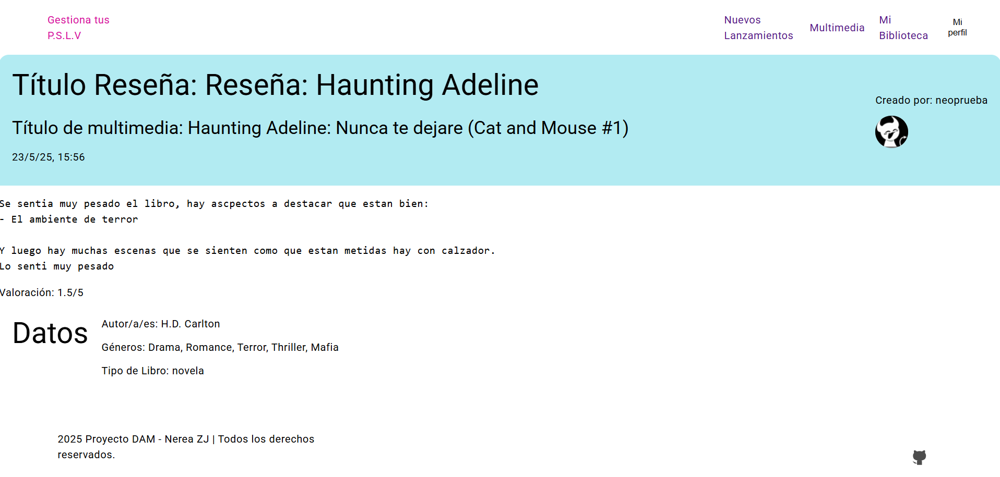 Gestiona tus
P.S.L.V
Nuevos
Lanzamientos
Multimedia
Mi
Biblioteca
Mi
perfil
Título Reseña: Reseña: Haunting Adeline
Título de multimedia: Haunting Adeline: Nunca te dejare (Cat and Mouse #1)
23/5/25, 15:56
Creado por: neoprueba
Se sentia muy pesado el libro, hay ascpectos a destacar que estan bien:
- El ambiente de terror
Y luego hay muchas escenas que se sienten como que estan metidas hay con calzador.
Lo senti muy pesado
Valoración: 1.5/5
Datos
Autor/a/es: H.D. Carlton
Géneros: Drama, Romance, Terror, Thriller, Mafia
Tipo de Libro: novela
2025 Proyecto DAM - Nerea ZJ | Todos los derechos
reservados.